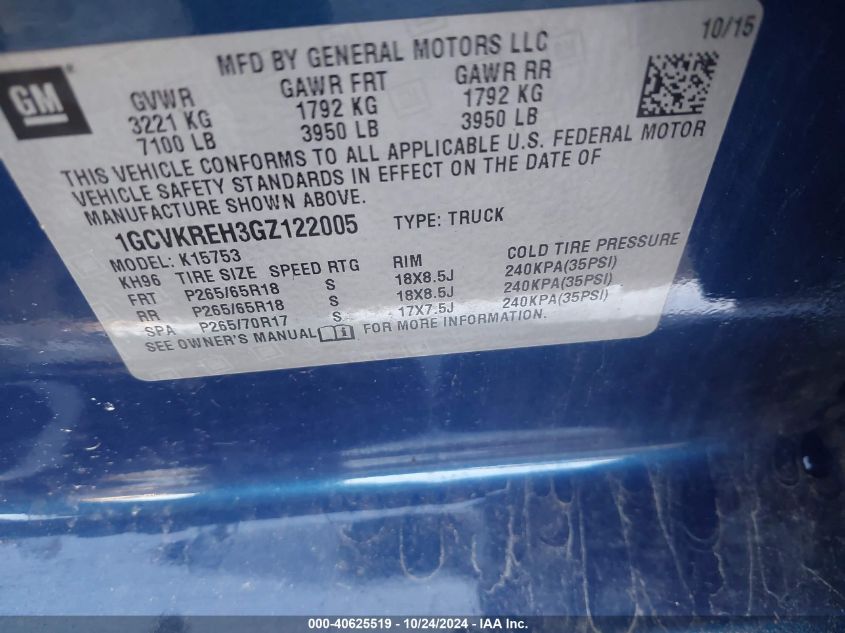 GM
MFD BY GENERAL MOTORS LLC
10/15
GVWR GAWR FRT GAWR RR
3221 KG 1792 KG 1792 KG
7100 LB 3950 LB 3950 LB
THIS VEHICLE CONFORMS TO ALL APPLICABLE U.S. FEDERAL MOTOR
VEHICLE SAFETY STANDARDS IN EFFECT ON THE DATE OF
MANUFACTURE SHOWN ABOVE.
1GCVKREH3GZ122005 TYPE: TRUCK
MODEL: K15753
KH96 TIRE SIZE SPEED RTG RIM COLD TIRE PRESSURE
FRT P265/65R18 S 18X8.5J 240KPA(35PSI)
RR P265/65R18 S 18X8.5J 240KPA(35PSI)
SPA P265/70R17 S 17X7.5J 240KPA(35PSI)
SEE OWNER'S MANUAL FOR MORE INFORMATION.
000-40625519 - 10/24/2024 - IAA Inc.